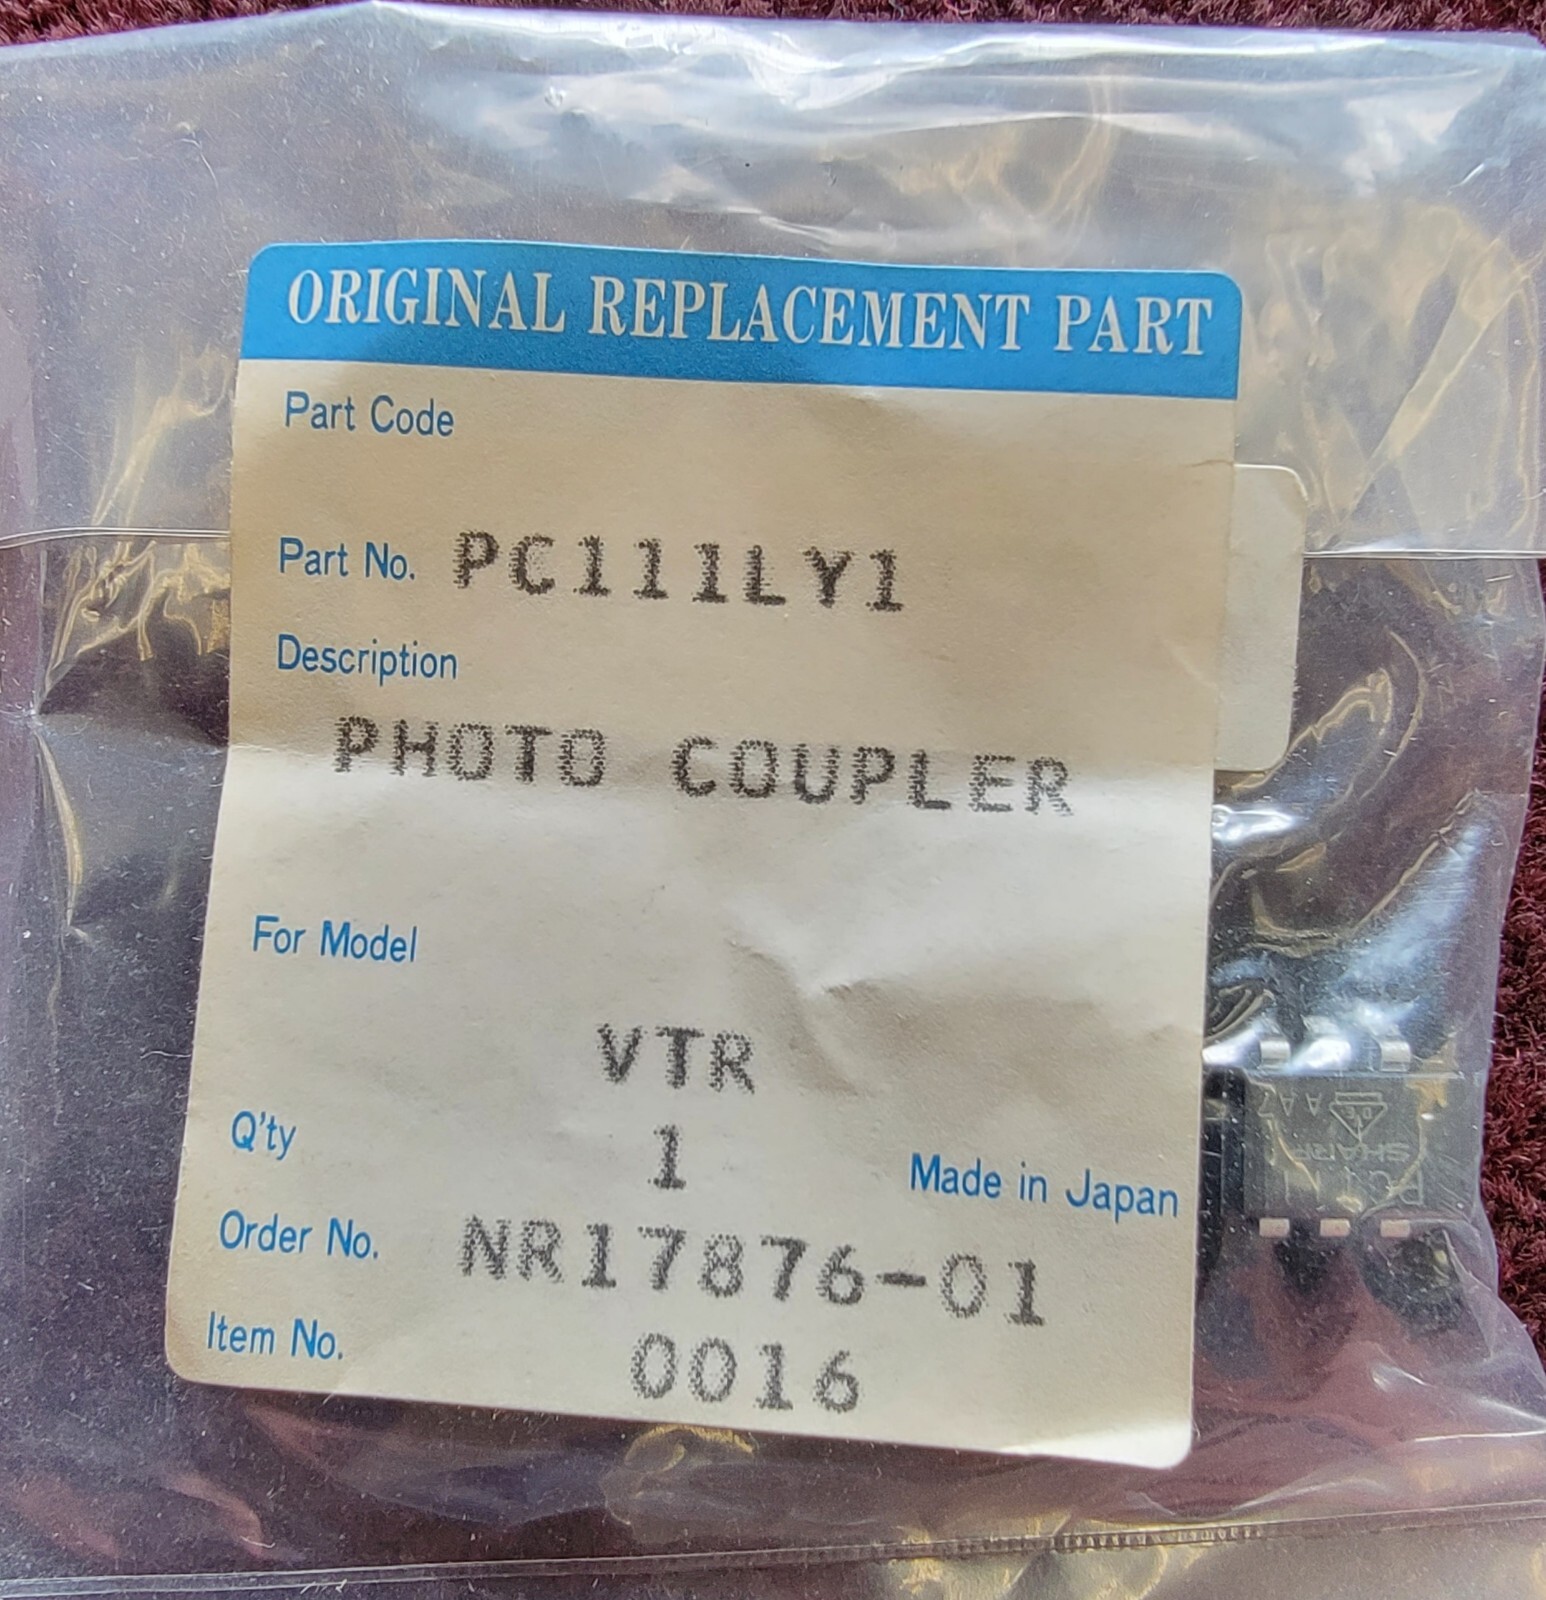 ORIGINAL REPLACEMENT PART
Part Code
Part No. PC111LY1
Description
PHOTO COUPLER
For Model
VTR
Q'ty 1
Made in Japan
Order No. NR17876-01
Item No. 0016
SHARP